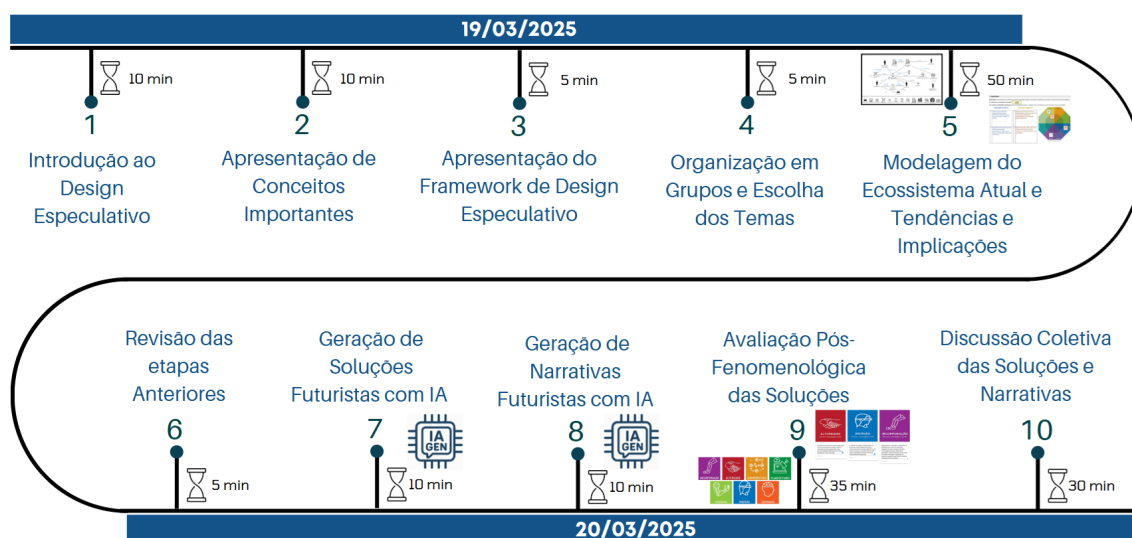 19/03/2025
10 min
10 min
5 min
5 min
50 min
1
2
3
4
5
Introdução ao
Design
Especulativo
Apresentação de
Conceitos
Importantes
Apresentação do
Framework de Design
Especulativo
Organização em
Grupos e Escolha
dos Temas
Modelagem do
Ecossistema Atual e
Tendências e
Implicações
Revisão das
etapas
Anteriores
Geração de
Soluções
Futuristas com IA
Geração de
Narrativas
Futuristas com IA
Avaliação Pós-
Fenomenológica
das Soluções
Discussão Coletiva
das Soluções e
Narrativas
6
7
8
9
10
IA
GEN
IA
GEN
5 min
10 min
10 min
35 min
30 min
20/03/2025